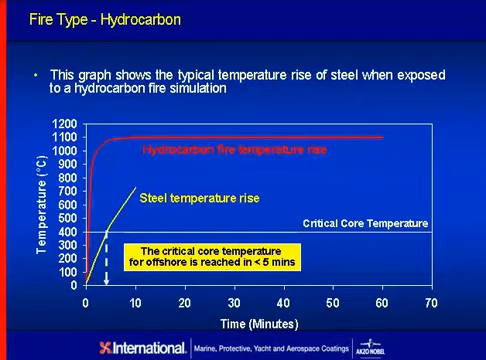 Fire Type - Hydrocarbon
• This graph shows the typical temperature rise of steel when exposed
to a hydrocarbon fire simulation
Temperature (°C)
1200
1100
1000
900
800
700
600
500
400
300
200
100
0
Hydrocarbon fire temperature rise
Steel temperature rise
Critical Core Temperature
The critical core temperature
for offshore is reached in < 5 mins
0 10 20 30 40 50 60 70
Time (Minutes)
International. Marine, Protective, Yacht and Aerospace Coatings
AKZO NOBEL